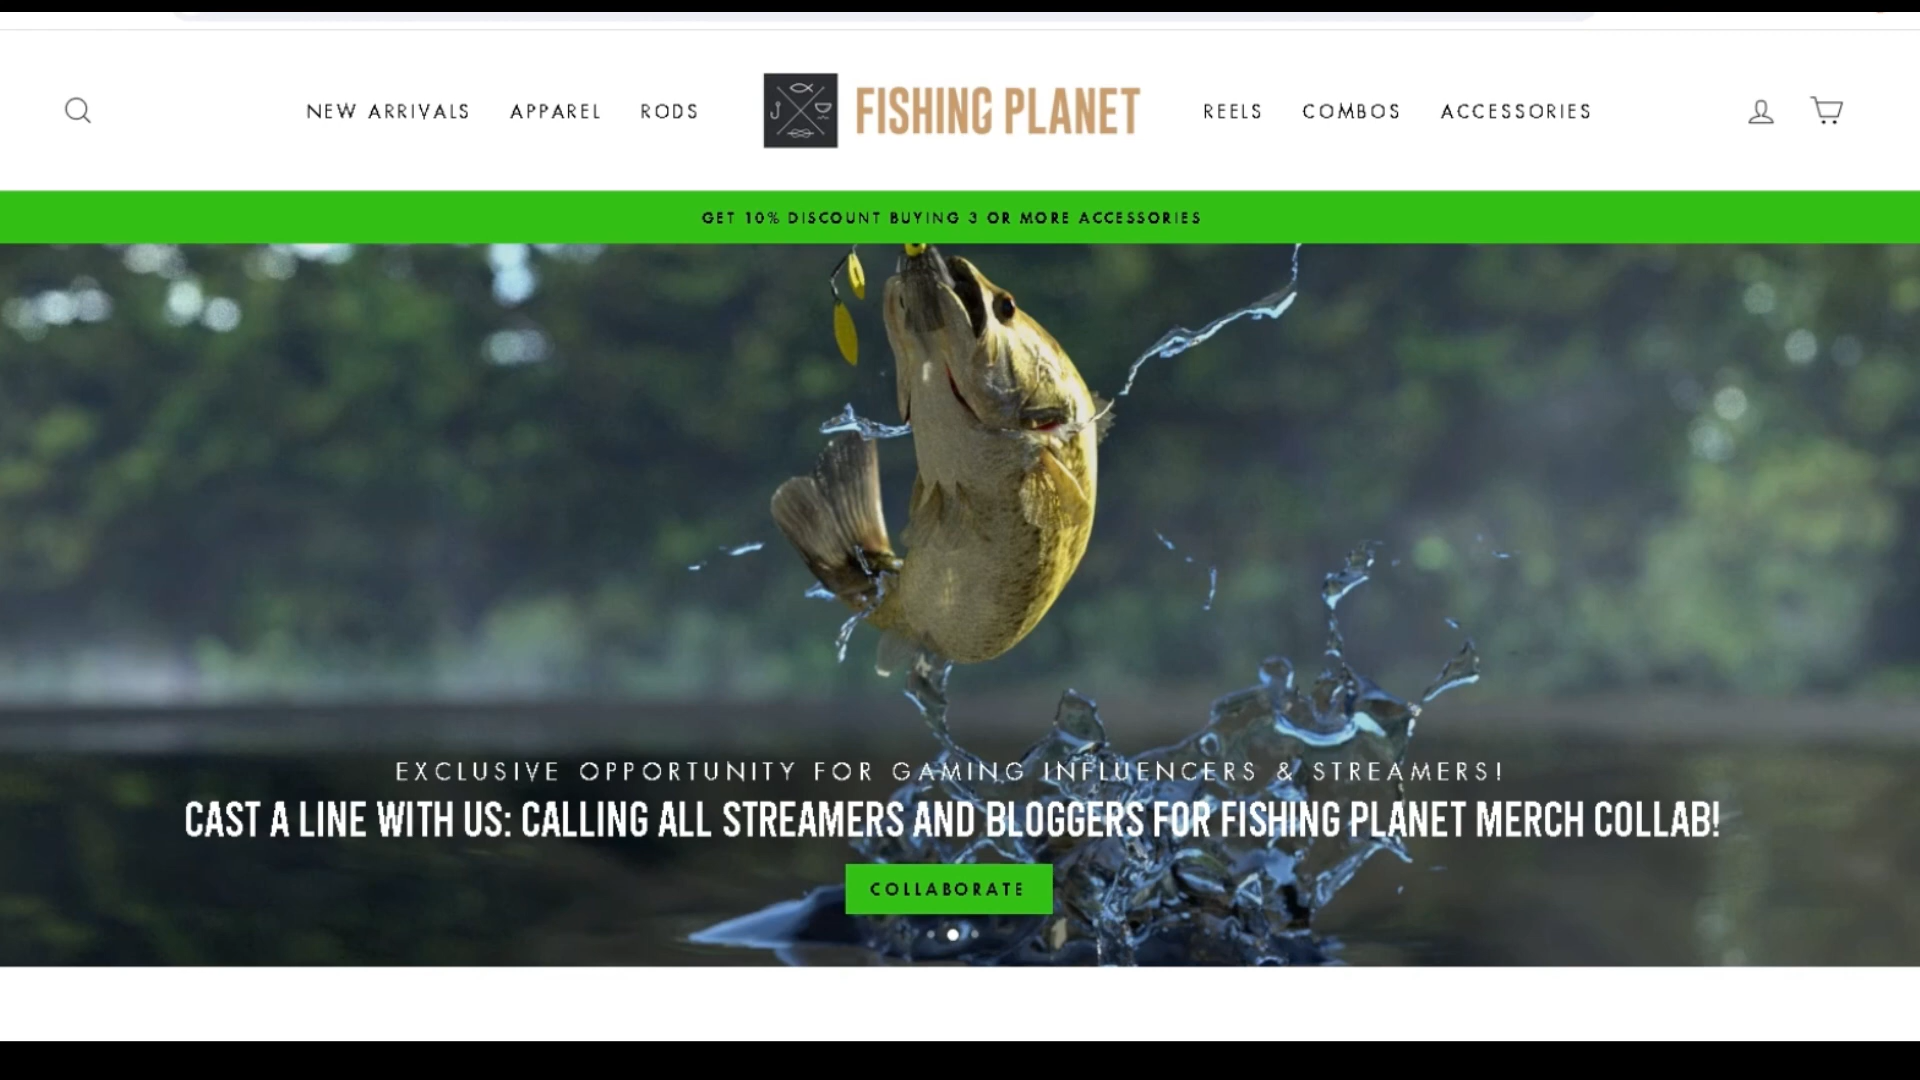 NEW ARRIVALS
APPAREL
RODS
FISHING PLANET
REELS
COMBOS
ACCESSORIES
GET 10% DISCOUNT BUYING 3 OR MORE ACCESSORIES
EXCLUSIVE OPPORTUNITY FOR GAMING INFLUENCERS & STREAMERS!
CAST A LINE WITH US: CALLING ALL STREAMERS AND BLOGGERS FOR FISHING PLANET MERCH COLLAB!
COLLABORATE